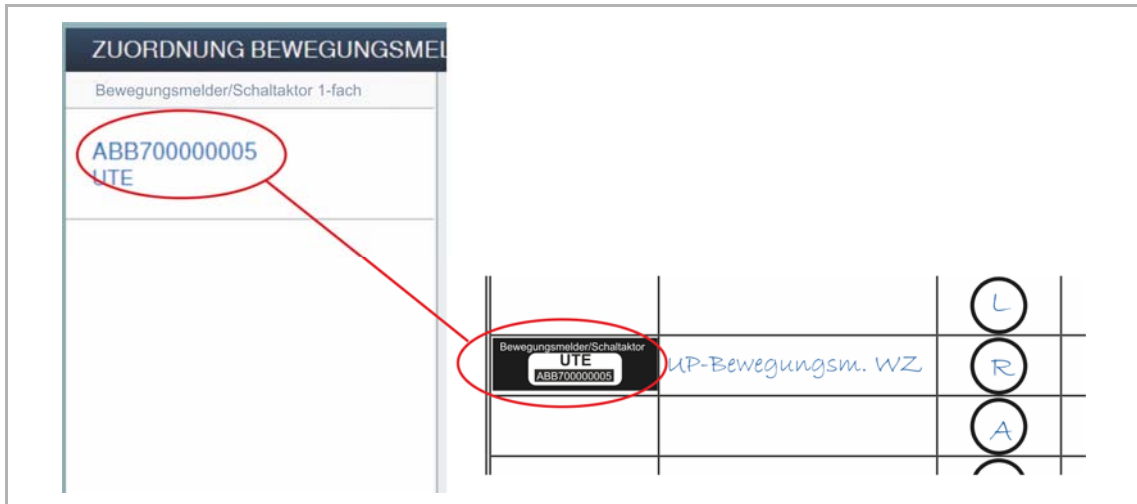 ZUORDNUNG BEWEGUNGSMEL
Bewegungsmelder/Schaltaktor 1-fach
ABB700000005
UTE
L
Bewegungsmelder/Schaltaktor
UTE
ABB700000005
UP-Bewegungsm. WZ
R
A